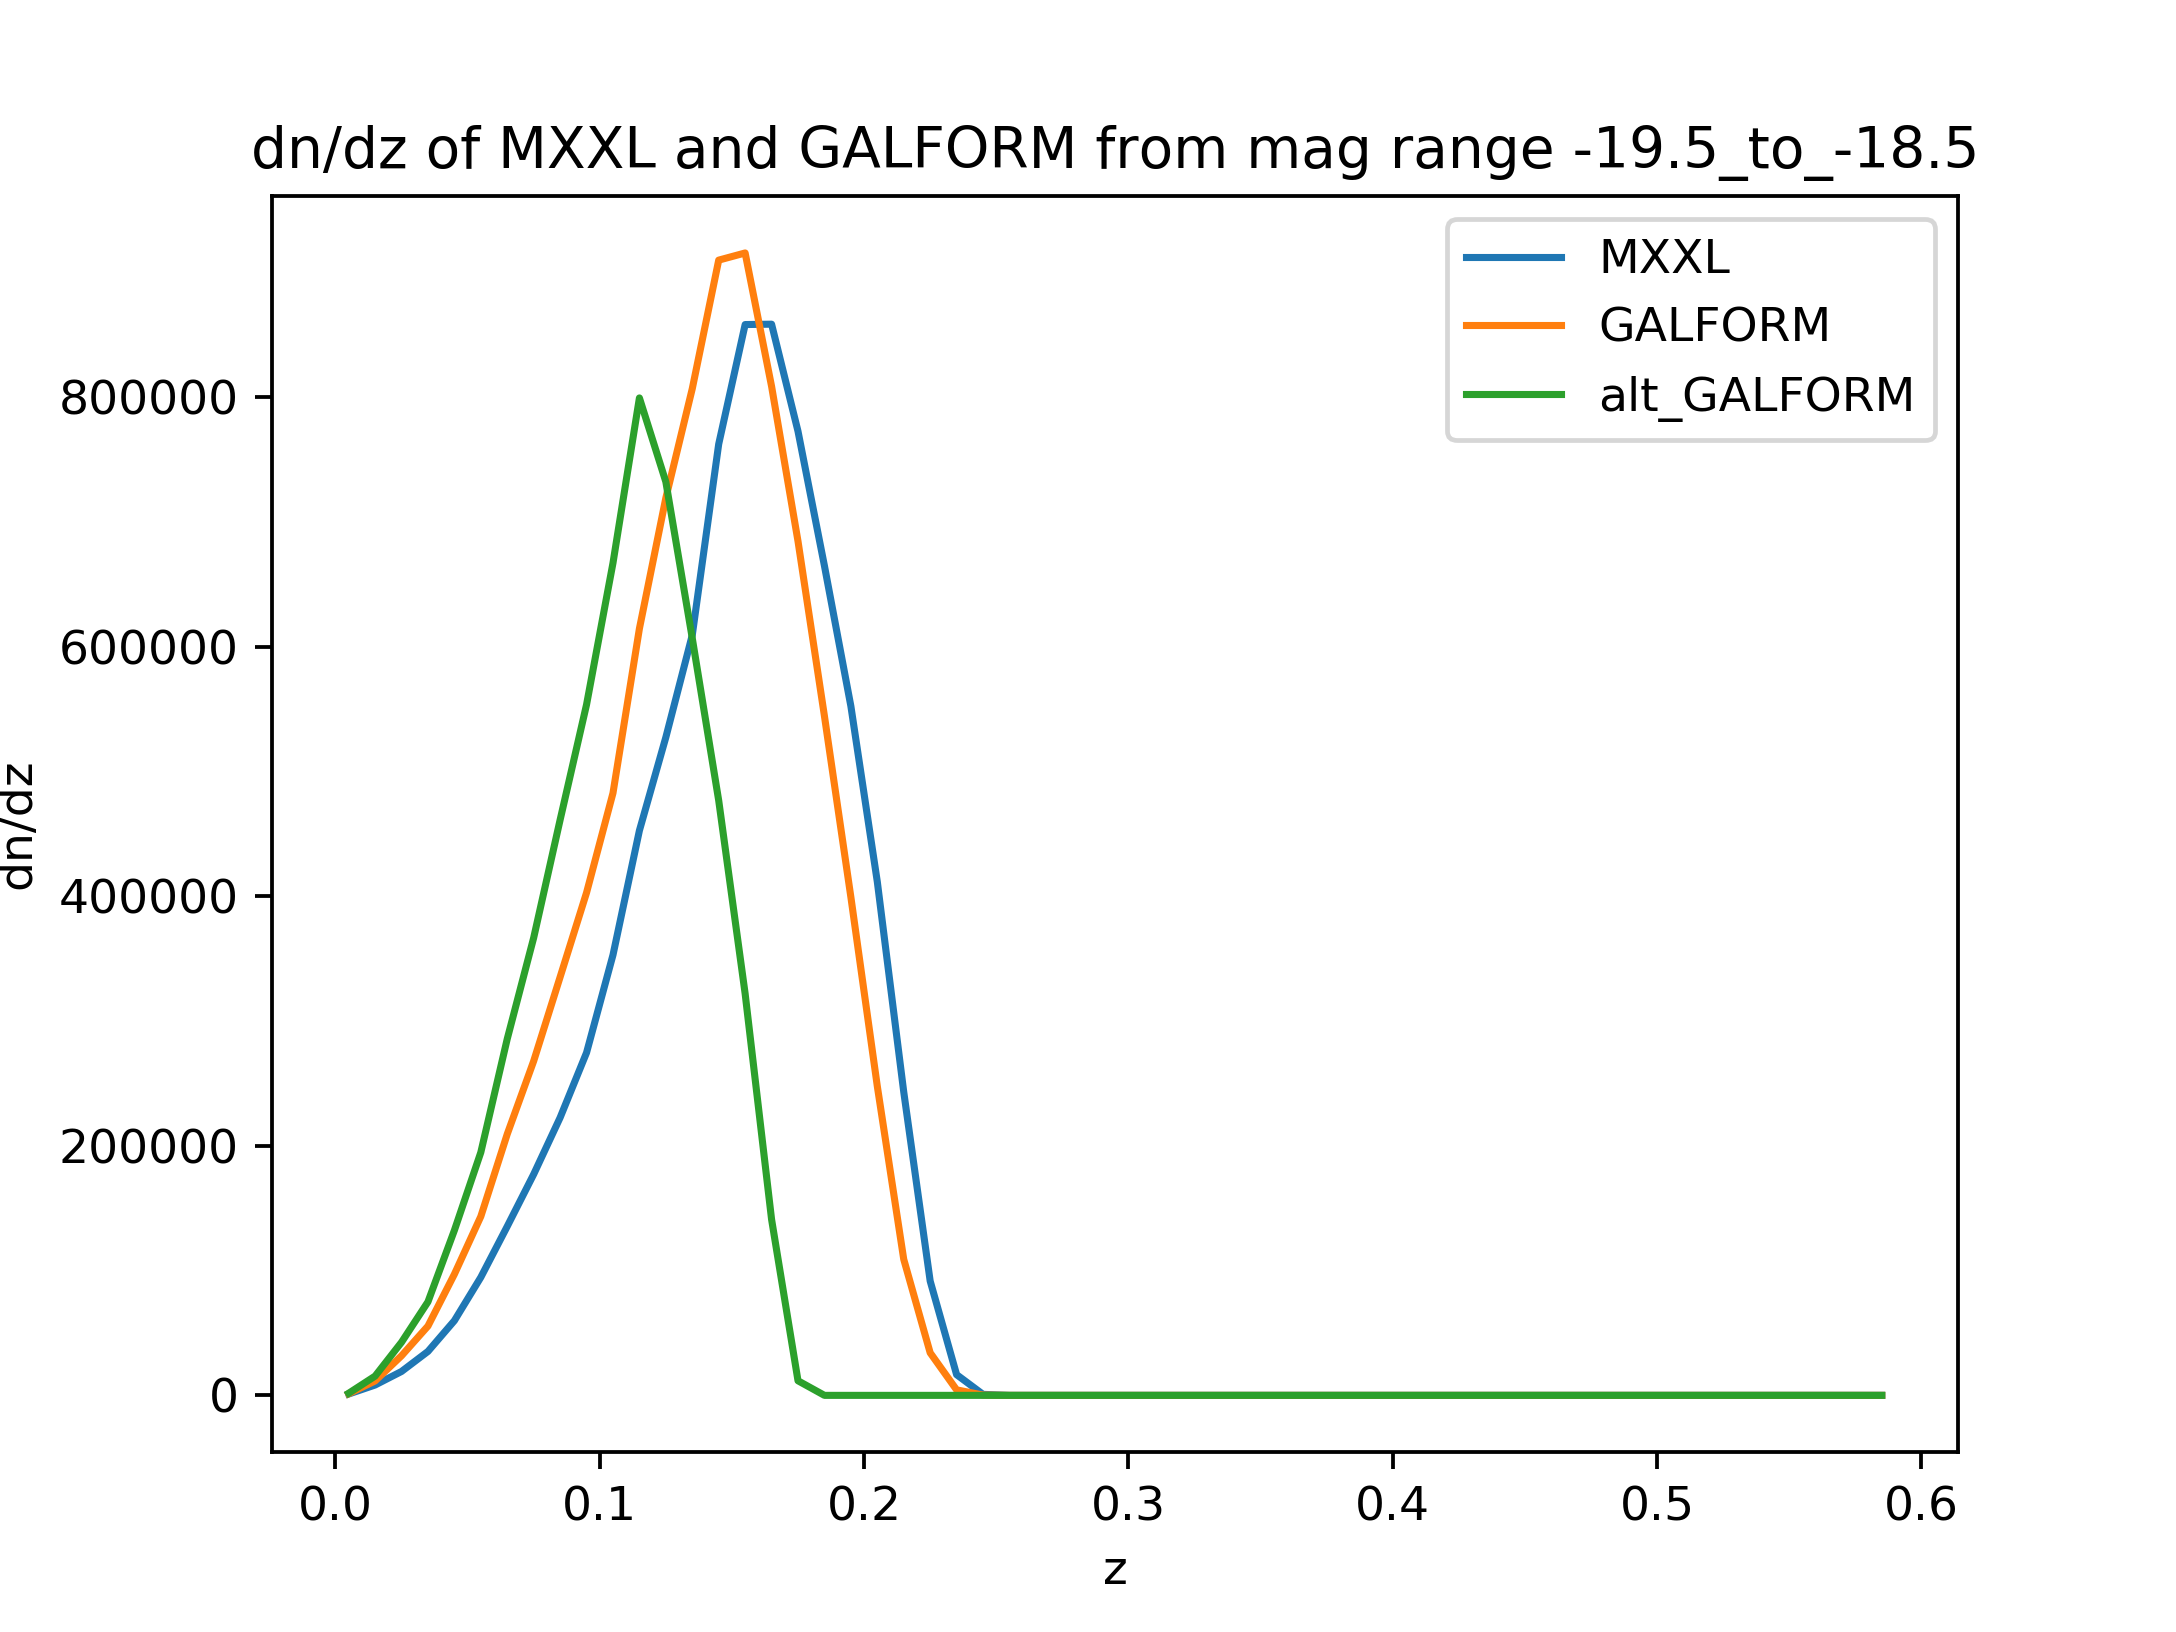 dn/dz of MXXL and GALFORM from mag range -19.5_to_-18.5
MXXL
GALFORM
alt_GALFORM
dn/dz
800000
600000
400000
200000
0
0.0 0.1 0.2 0.3 0.4 0.5 0.6
z